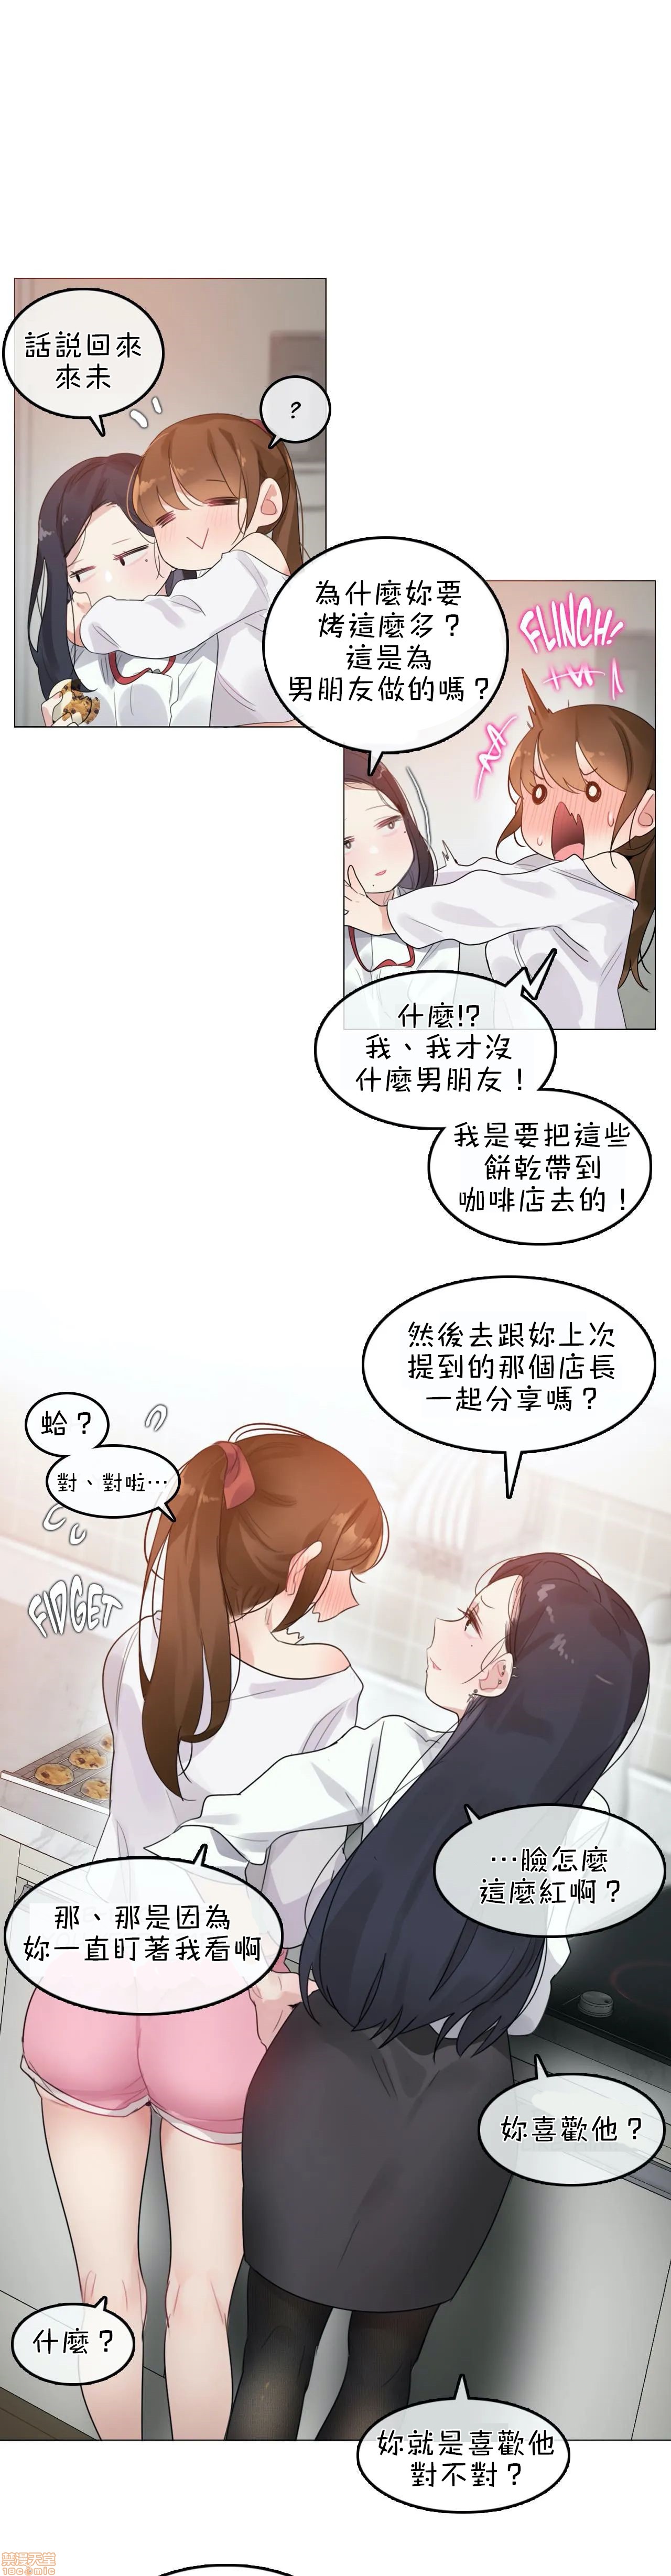 話說回來
來未
?
為什麼妳要
烤這麼多？
這是為
男朋友做的嗎？
FLINCH!
什麼!?
我、我才沒
什麼男朋友！
我是要把這些
餅乾帶到
咖啡店去的！
然後去跟妳上次
提到的那個店長
一起分享嗎？
蛤？
對、對啦…
FIDGET
…臉怎麼
這麼紅啊？
那、那是因為
妳一直盯著我看啊
妳喜歡他？
什麼？
妳就是喜歡他
對不對？
禁漫天堂
18comic